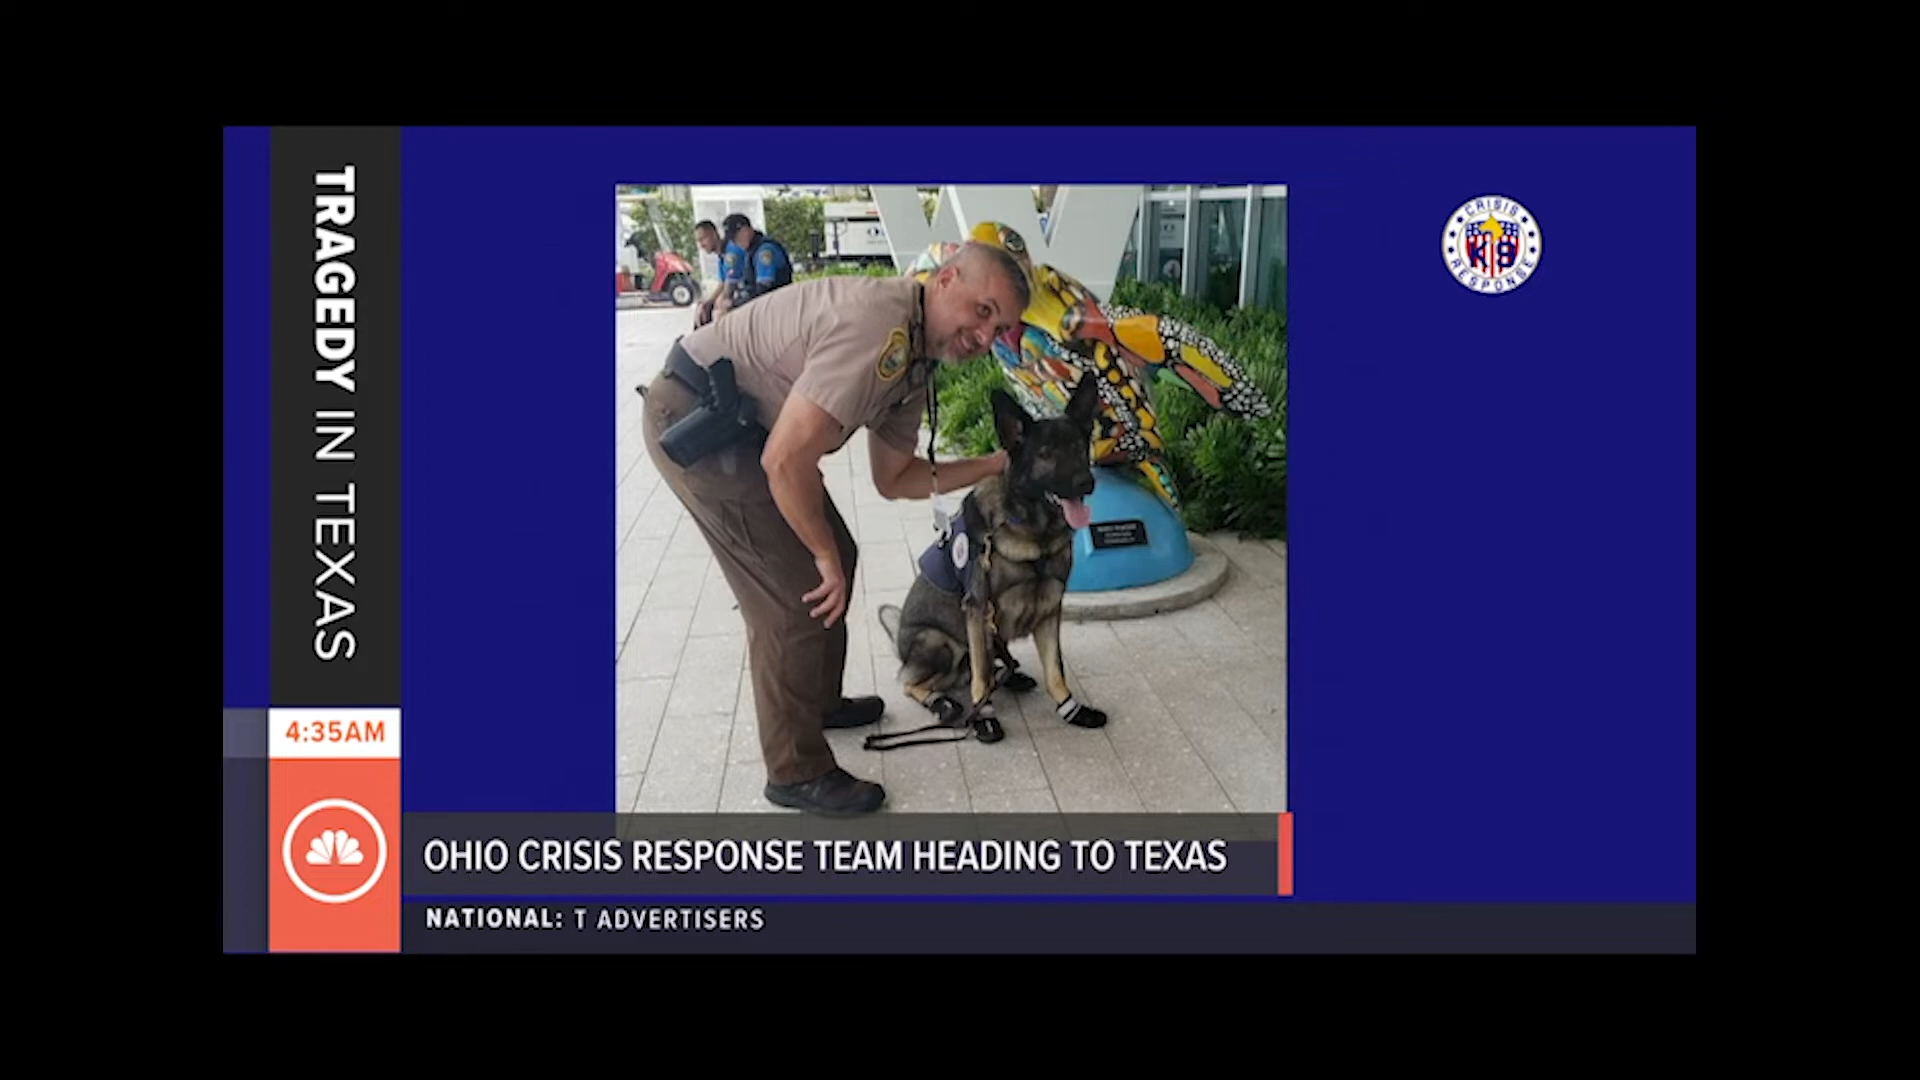 TRAGEDY IN TEXAS
CRISIS
K9
RESPONSE
4:35AM
OHIO CRISIS RESPONSE TEAM HEADING TO TEXAS
NATIONAL: T ADVERTISERS